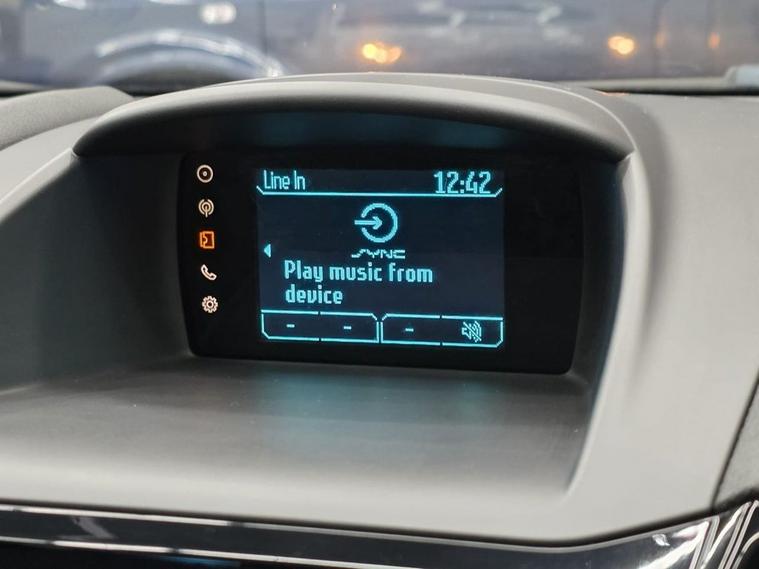 Line In 12:42
SYNC
Play music from
device